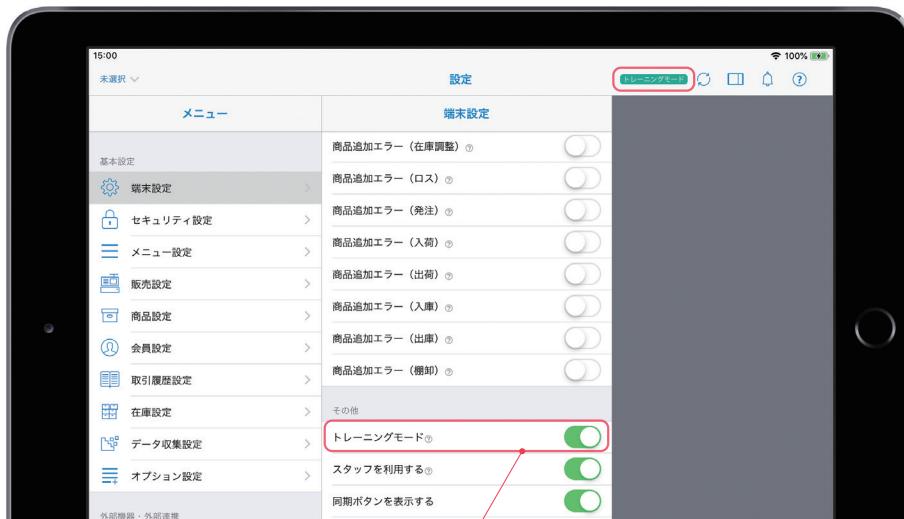 15:00
100%
未選択
設定
トレーニングモード
メニュー
端末設定
基本設定
端末設定
セキュリティ設定
メニュー設定
販売設定
商品設定
会員設定
取引履歴設定
在庫設定
データ収集設定
オプション設定
外部機器・外部連携
商品追加エラー（在庫調整）
商品追加エラー（ロス）
商品追加エラー（発注）
商品追加エラー（入荷）
商品追加エラー（出荷）
商品追加エラー（入庫）
商品追加エラー（出庫）
商品追加エラー（棚卸）
その他
トレーニングモード
スタッフを利用する
同期ボタンを表示する